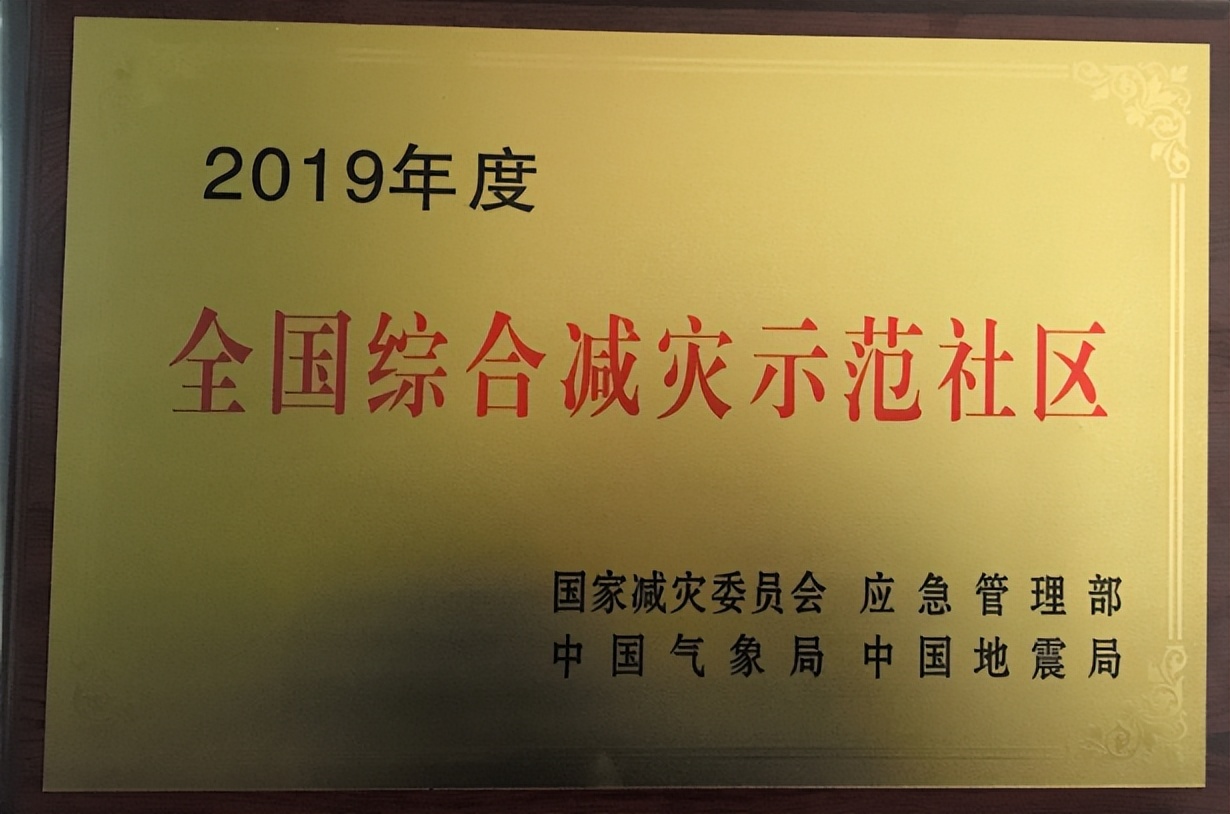 2019年度
全国综合减灾示范社区
国家减灾委员会 应急管理部
中国气象局 中国地震局